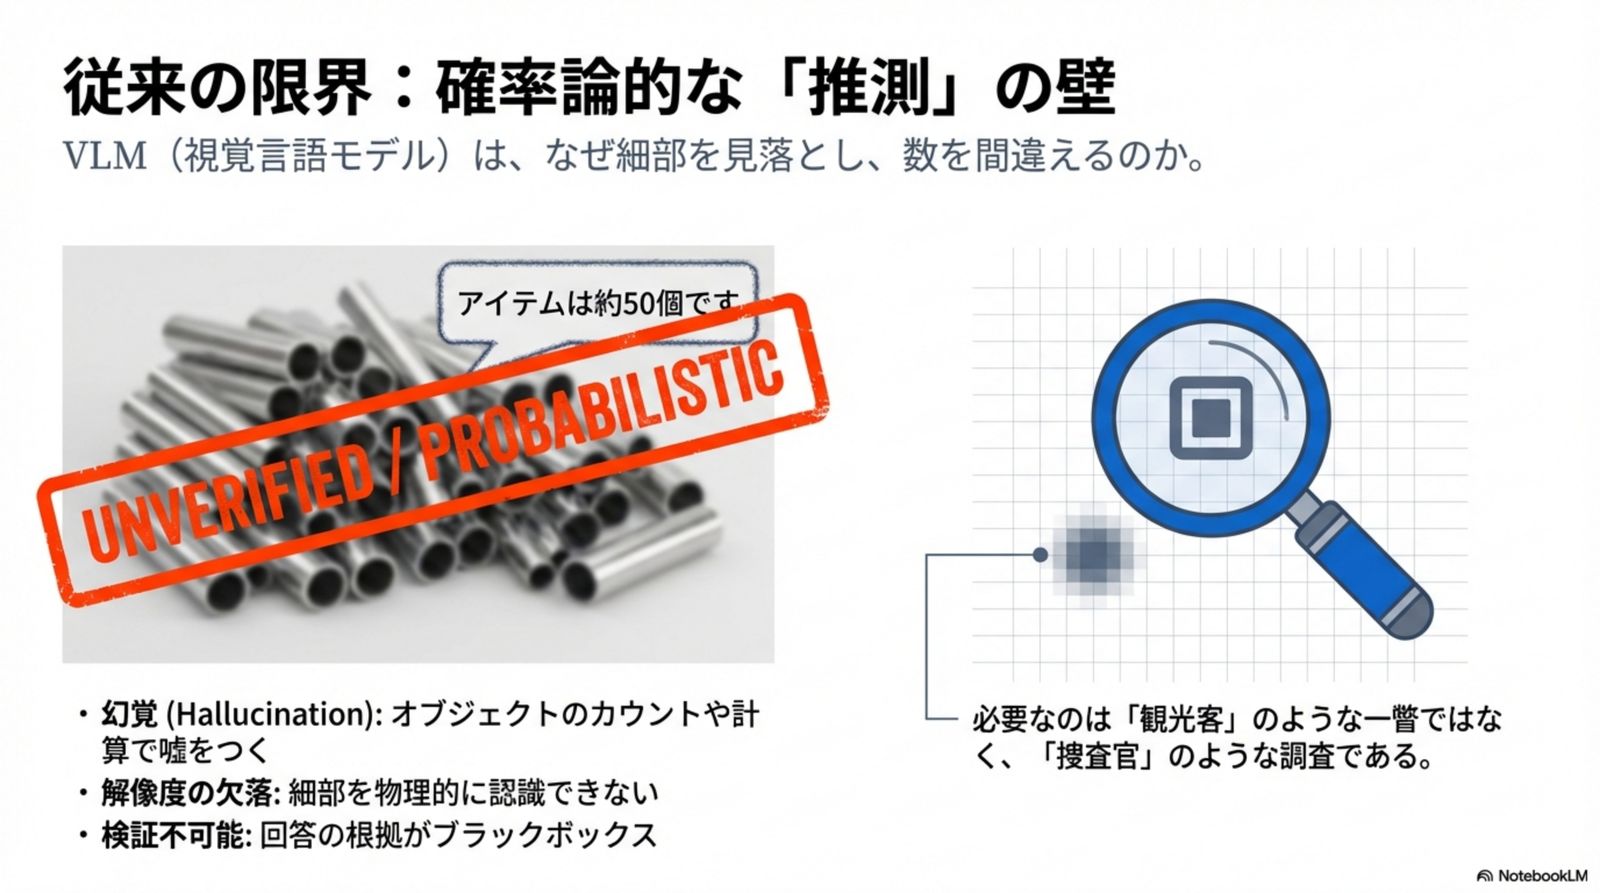 従来の限界：確率論的な「推測」の壁
VLM（視覚言語モデル）は、なぜ細部を見落とし、数を間違えるのか。
アイテムは約50個です
UNVERIFIED / PROBABILISTIC
・幻覚 (Hallucination): オブジェクトのカウントや計
算で嘘をつく
・解像度の欠落: 細部を物理的に認識できない
・検証不可能: 回答の根拠がブラックボックス
必要なのは「観光客」のような一瞥ではな
く、「捜査官」のような調査である。
NotebookLM